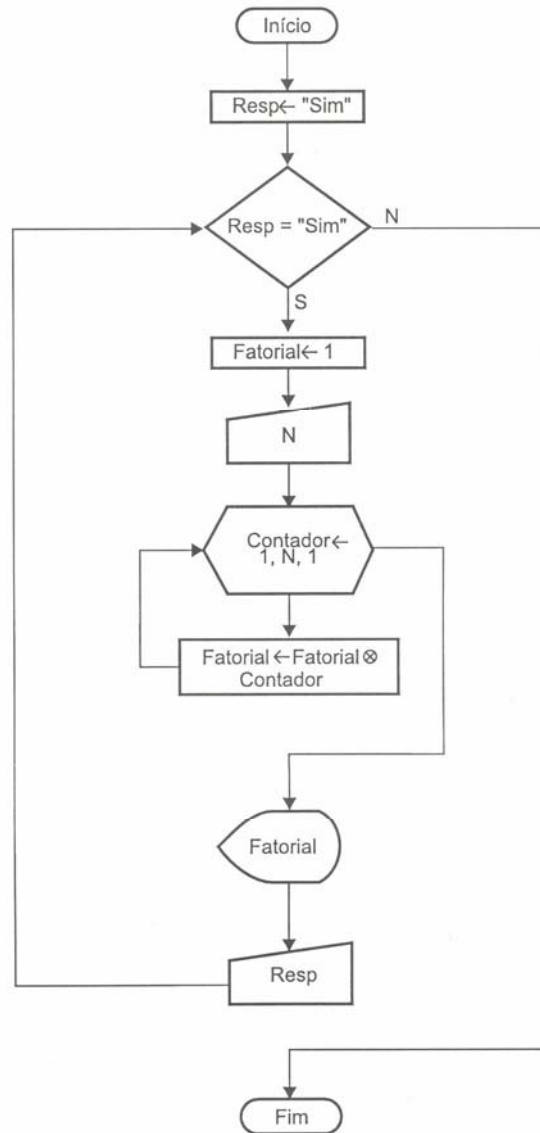 Início
Resp← "Sim"
Resp = "Sim"
N
S
Fatorial← 1
N
Contador←
1, N, 1
Fatorial←Fatorial⊗
Contador
Fatorial
Resp
Fim